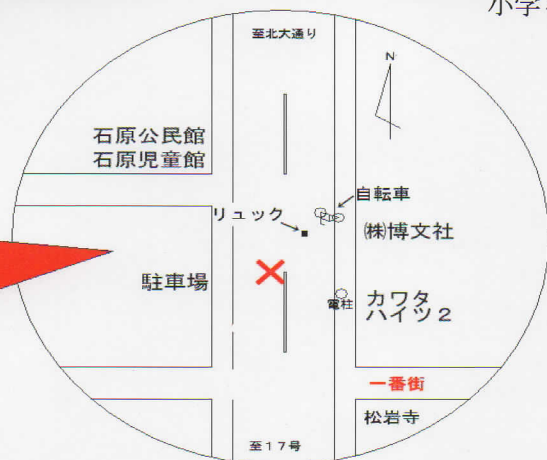 小学
至北大通り
N
石原公民館
石原児童館
自転車
リュック
(株)博文社
駐車場
電柱
カワタ
ハイツ2
一番街
松岩寺
至17号